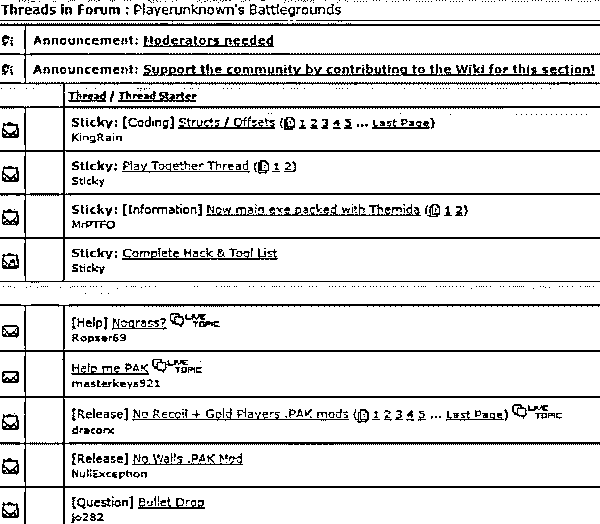 Threads in Forum : Playerunknown's Battlegrounds
Announcement: Moderators needed
Announcement: Support the community by contributing to the Wiki for this section!
Thread / Thread Starter
Sticky: [Coding] Structs / Offsets ( 1 2 3 4 5 ... Last Page)
KingRain
Sticky: Play Together Thread ( 1 2)
Sticky
Sticky: [Information] Now main exe packed with Themida ( 1 2)
MrPTFO
Sticky: Complete Hack & Tool List
Sticky
[Help] Nograss? LIVE TOPIC
Ropser69
Help me PAK LIVE TOPIC
masterkeys921
[Release] No Recoil + Gold Players .PAK mods ( 1 2 3 4 5 ... Last Page) LIVE TOPIC
draconx
[Release] No Walls .PAK Mod
NullException
[Question] Bullet Drop
jo282